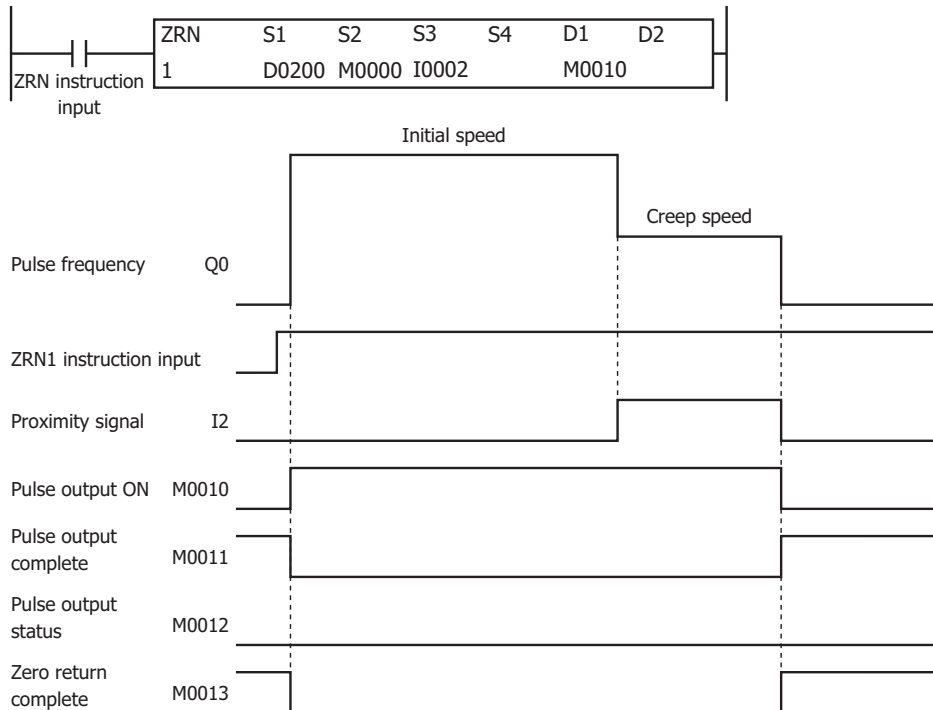 ZRN S1 S2 S3 S4 D1 D2
1 D0200 M0000 I0002 M0010
ZRN instruction
input
Initial speed
Creep speed
Pulse frequency Q0
ZRN1 instruction input
Proximity signal I2
Pulse output ON M0010
Pulse output
complete M0011
Pulse output
status M0012
Zero return
complete M0013